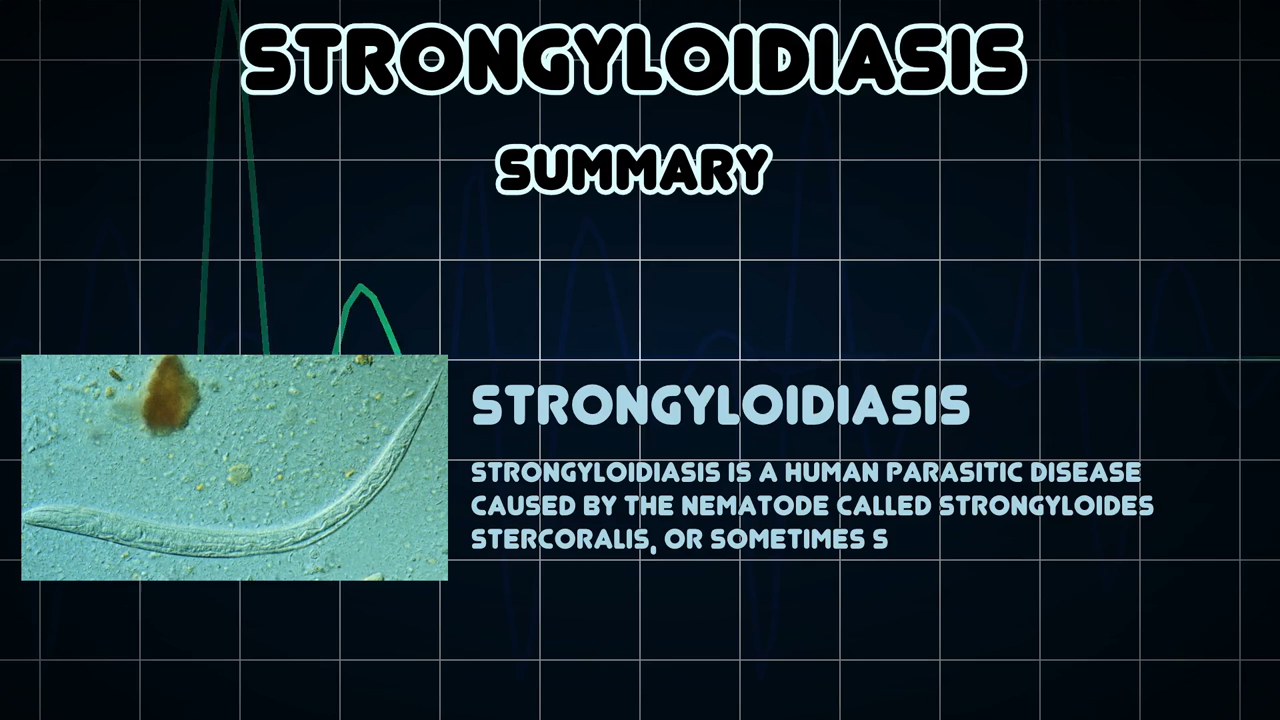 STRONGYLOIDIASIS
SUMMARY
STRONGYLOIDIASIS
STRONGYLOIDIASIS IS A HUMAN PARASITIC DISEASE
CAUSED BY THE NEMATODE CALLED STRONGYLOIDES
STERCORALIS, OR SOMETIMES S